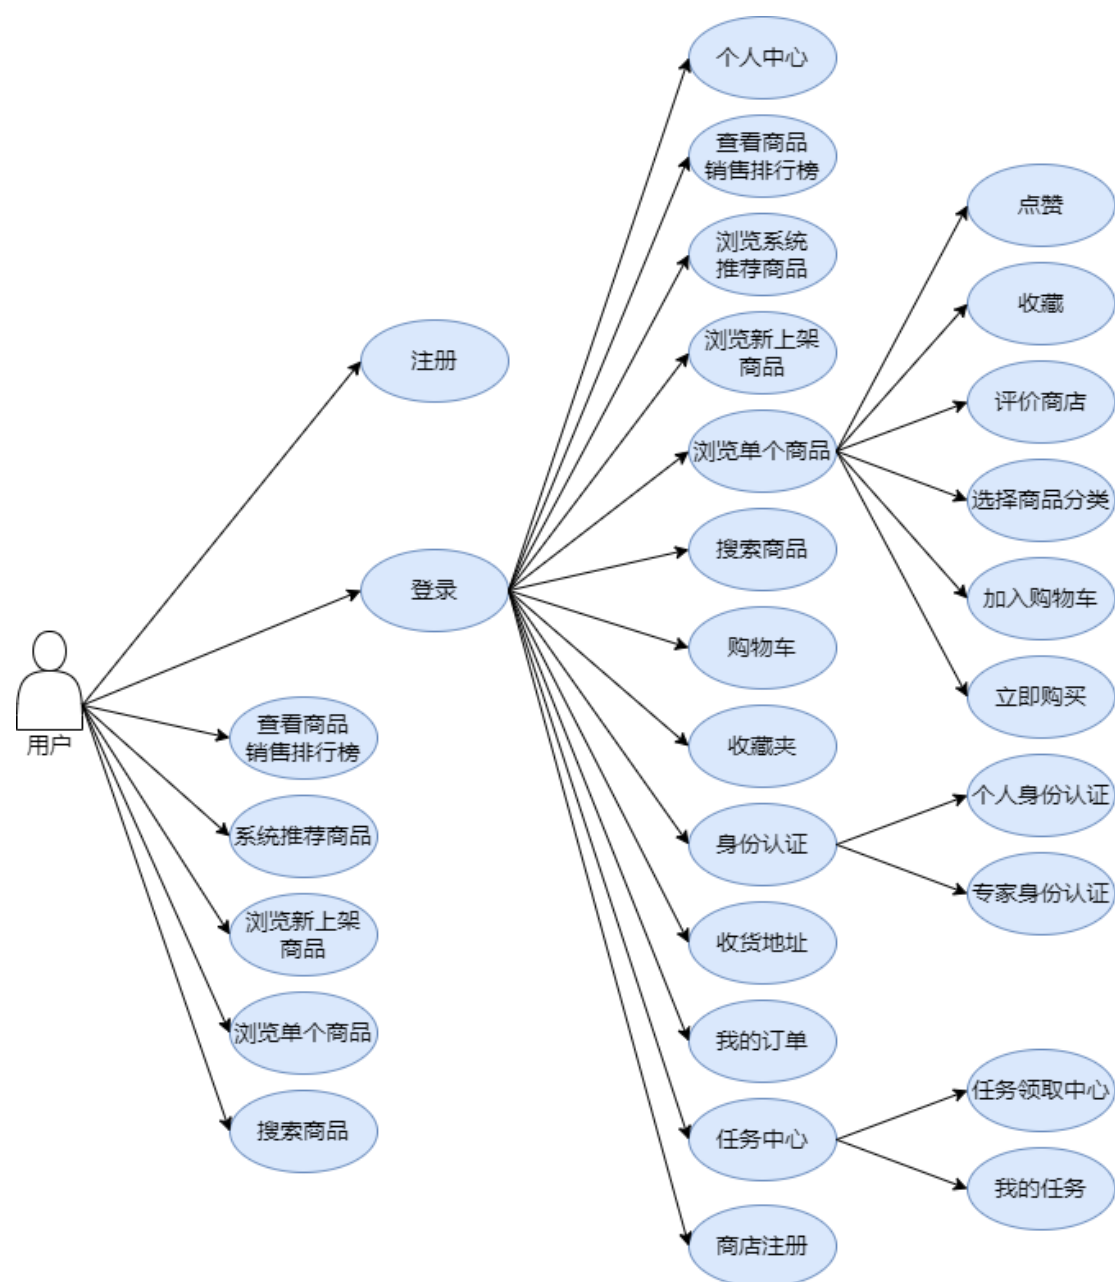 用户
注册
登录
查看商品
销售排行榜
系统推荐商品
浏览新上架
商品
浏览单个商品
搜索商品
个人中心
查看商品
销售排行榜
浏览系统
推荐商品
浏览新上架
商品
浏览单个商品
搜索商品
购物车
收藏夹
身份认证
收货地址
我的订单
任务中心
商店注册
点赞
收藏
评价商店
选择商品分类
加入购物车
立即购买
个人身份认证
专家身份认证
任务领取中心
我的任务